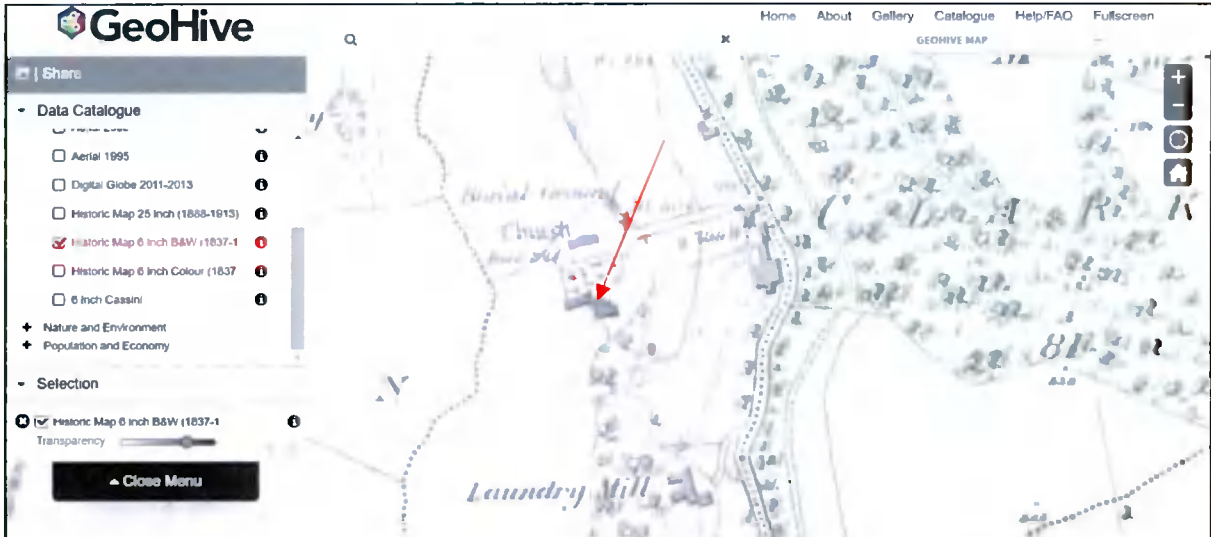 GeoHive
Home About Gallery Catalogue Help/FAQ Fullscreen
GEOHIVE MAP
| Share
Data Catalogue
Aerial 1995
Digital Globe 2011-2013
Historic Map 25 inch (1888-1913)
Historic Map 6 inch B&W (1837-1
Historic Map 6 inch Colour (1837
6 inch Cassini
Nature and Environment
Population and Economy
Selection
Historic Map 6 inch B&W (1837-1
Transparency
Close Menu
Burial Ground
Church
Laundry Mill
81